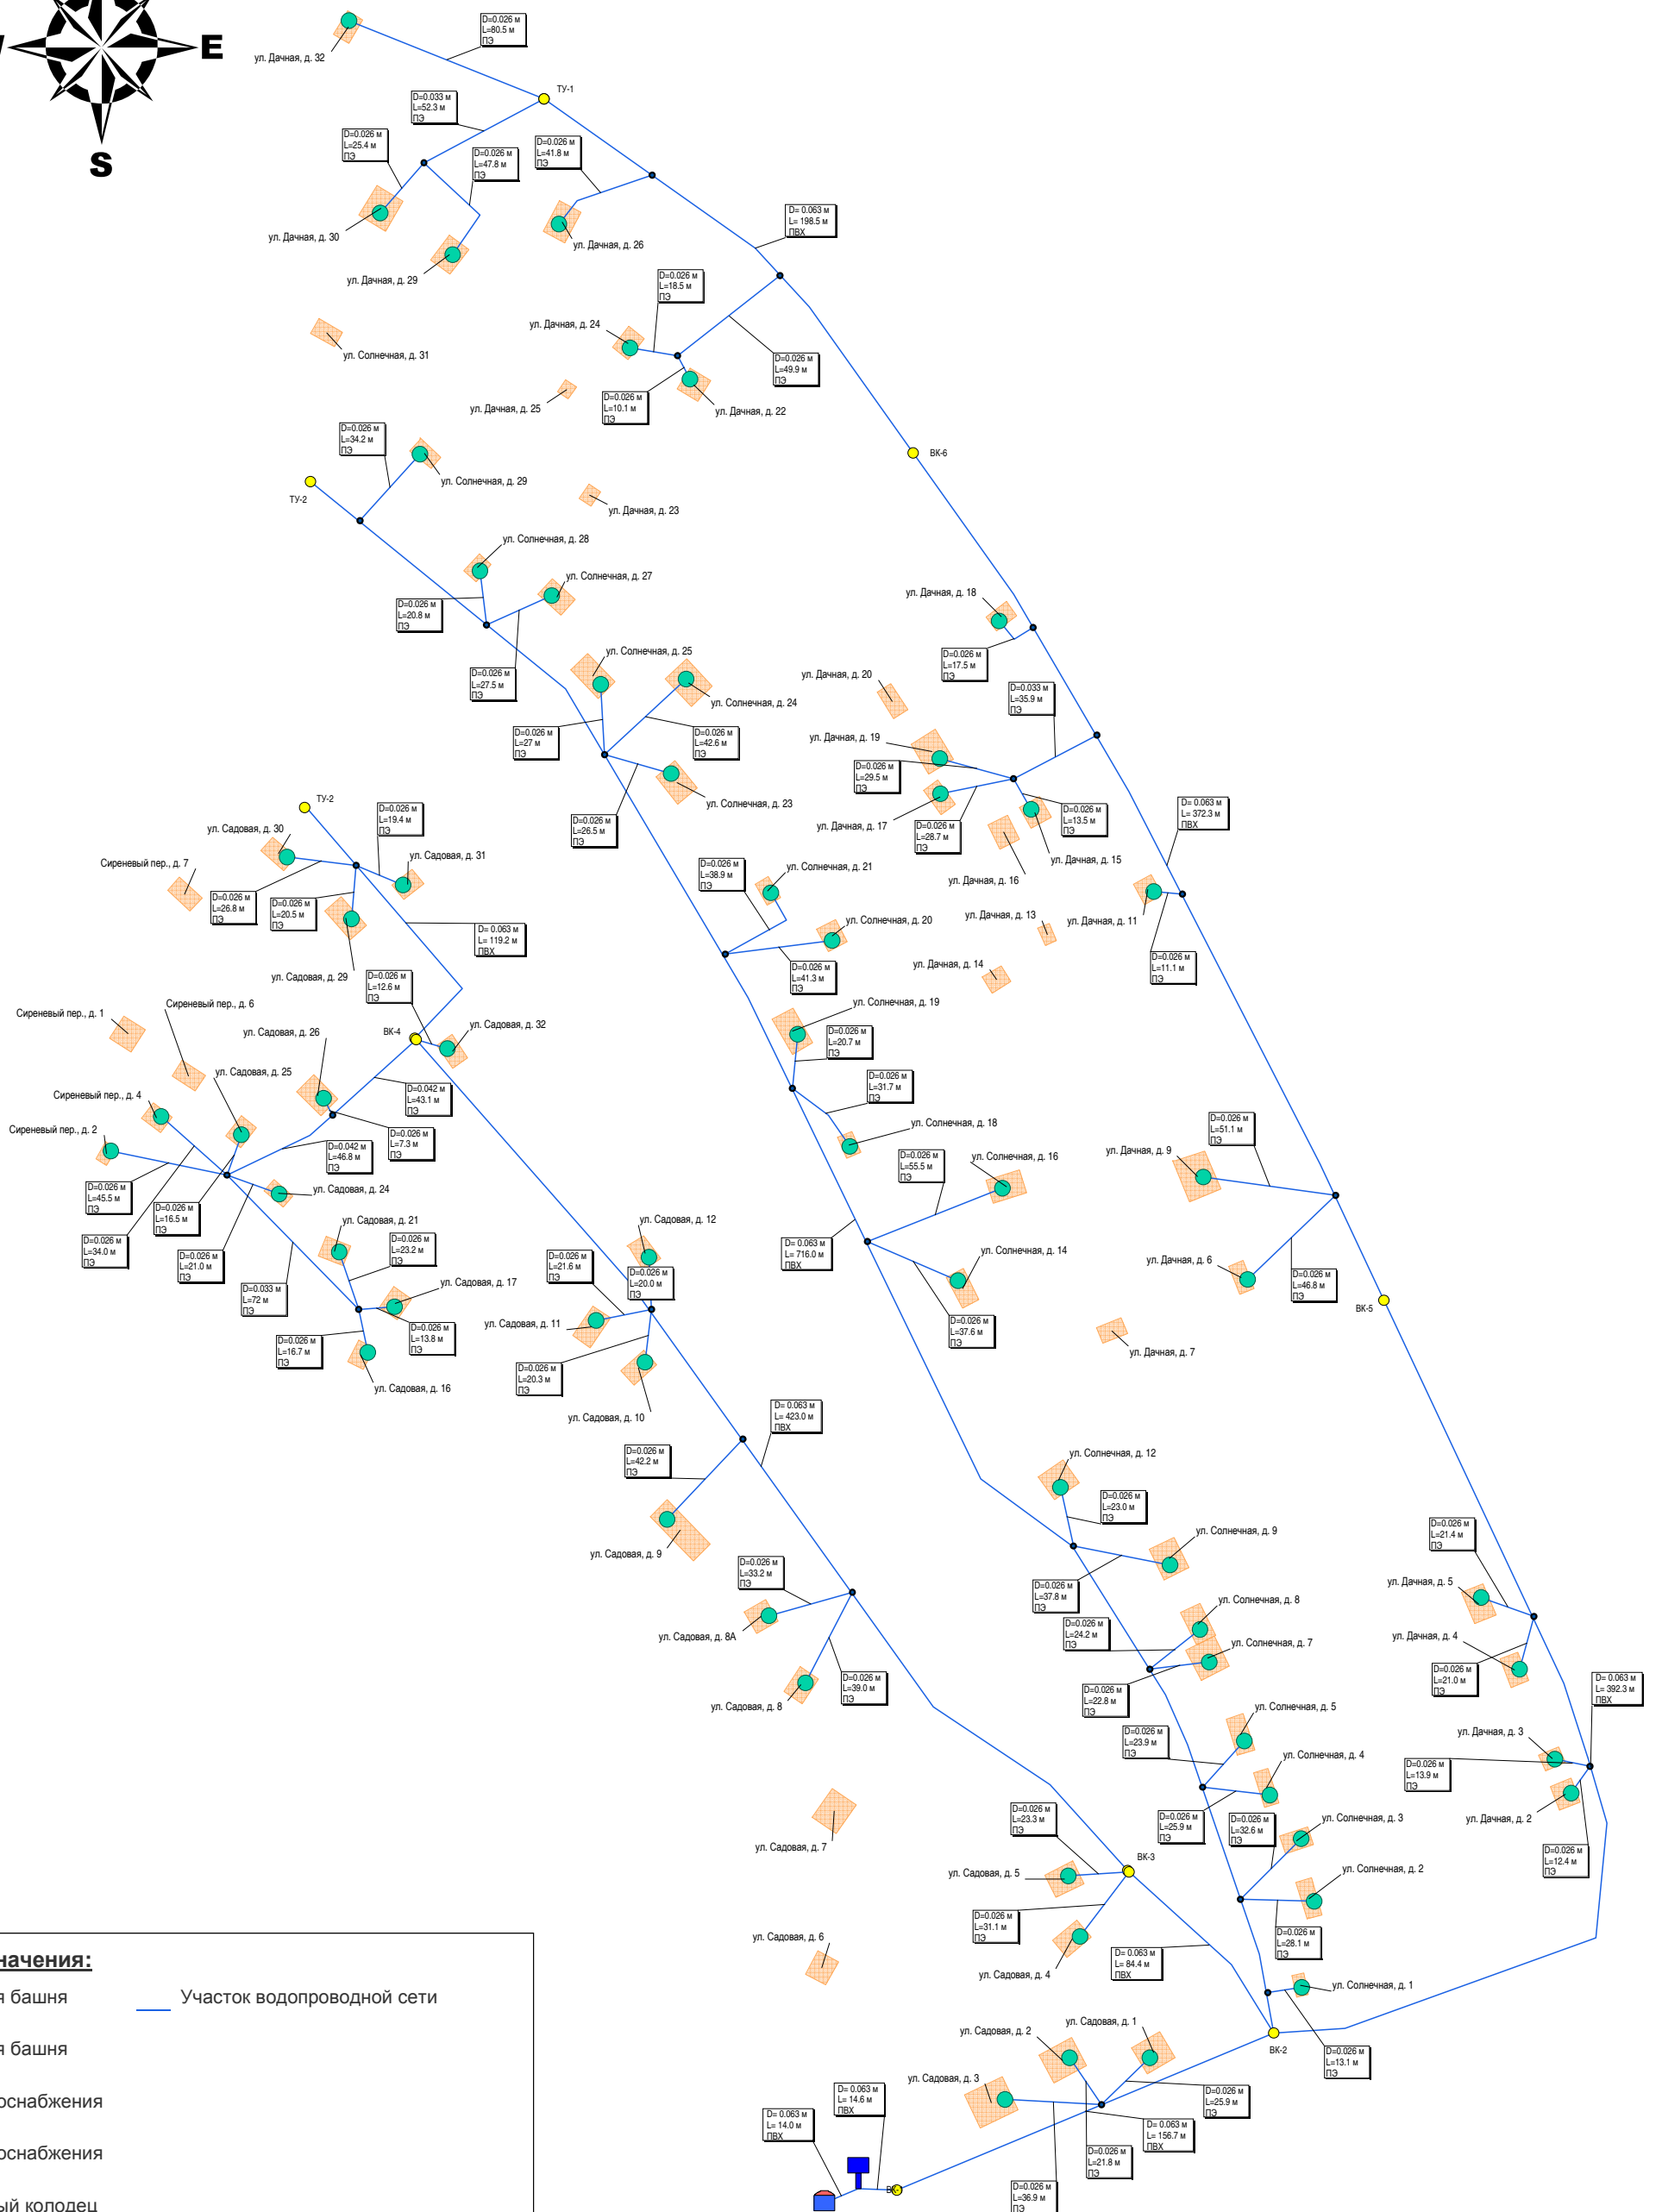 E
S
D=0.026 м
L=80.5 м
ПЭ
ул. Дачная, д. 32
ТУ-1
D=0.033 м
L=52.3 м
ПЭ
D=0.026 м
L=25.4 м
ПЭ
D=0.026 м
L=47.8 м
ПЭ
D=0.026 м
L=41.8 м
ПЭ
D= 0.063 м
L= 198.5 м
ПВХ
ул. Дачная, д. 30
ул. Дачная, д. 26
ул. Дачная, д. 29
D=0.026 м
L=18.5 м
ПЭ
ул. Дачная, д. 24
ул. Солнечная, д. 31
D=0.026 м
L=49.9 м
ПЭ
D=0.026 м
L=10.1 м
ПЭ
ул. Дачная, д. 25
ул. Дачная, д. 22
D=0.026 м
L=34.2 м
ПЭ
ВК-6
ул. Солнечная, д. 29
ТУ-2
ул. Дачная, д. 23
ул. Солнечная, д. 28
ул. Солнечная, д. 27
D=0.026 м
L=20.8 м
ПЭ
ул. Дачная, д. 18
ул. Солнечная, д. 25
D=0.026 м
L=27.5 м
ПЭ
D=0.026 м
L=17.5 м
ПЭ
ул. Дачная, д. 20
D=0.033 м
L=35.9 м
ПЭ
ул. Солнечная, д. 24
D=0.026 м
L=27 м
ПЭ
D=0.026 м
L=42.6 м
ПЭ
ул. Дачная, д. 19
D=0.026 м
L=29.5 м
ПЭ
ТУ-2
ул. Солнечная, д. 23
D=0.026 м
L=19.4 м
ПЭ
D=0.026 м
L=26.5 м
ПЭ
ул. Дачная, д. 17
D=0.026 м
L=28.7 м
ПЭ
D=0.026 м
L=13.5 м
ПЭ
D= 0.063 м
L= 372.3 м
ПВХ
ул. Садовая, д. 30
ул. Садовая, д. 31
Сиреневый пер., д. 7
ул. Дачная, д. 15
D=0.026 м
L=38.9 м
ПЭ
ул. Солнечная, д. 21
ул. Дачная, д. 16
D=0.026 м
L=26.8 м
ПЭ
D=0.026 м
L=20.5 м
ПЭ
ул. Солнечная, д. 20
ул. Дачная, д. 13
ул. Дачная, д. 11
D= 0.063 м
L= 119.2 м
ПВХ
ул. Садовая, д. 29
D=0.026 м
L=12.6 м
ПЭ
D=0.026 м
L=41.3 м
ПЭ
ул. Дачная, д. 14
D=0.026 м
L=11.1 м
ПЭ
Сиреневый пер., д. 6
Сиреневый пер., д. 1
ул. Солнечная, д. 19
ул. Садовая, д. 26
ВК-4
ул. Садовая, д. 32
D=0.026 м
L=20.7 м
ПЭ
ул. Садовая, д. 25
D=0.026 м
L=31.7 м
ПЭ
Сиреневый пер., д. 4
D=0.042 м
L=43.1 м
ПЭ
Сиреневый пер., д. 2
D=0.026 м
L=7.3 м
ПЭ
D=0.042 м
L=46.8 м
ПЭ
ул. Солнечная, д. 18
D=0.026 м
L=51.1 м
ПЭ
D=0.026 м
L=55.5 м
ПЭ
ул. Солнечная, д. 16
ул. Дачная, д. 9
D=0.026 м
L=45.5 м
ПЭ
ул. Садовая, д. 24
D=0.026 м
L=16.5 м
ПЭ
ул. Садовая, д. 21
ул. Садовая, д. 12
D=0.026 м
L=34.0 м
ПЭ
D=0.026 м
L=21.0 м
ПЭ
D=0.026 м
L=23.2 м
ПЭ
D=0.026 м
L=21.6 м
ПЭ
D=0.026 м
L=20.0 м
ПЭ
D= 0.063 м
L= 716.0 м
ПВХ
ул. Солнечная, д. 14
ул. Дачная, д. 6
D=0.026 м
L=46.8 м
ПЭ
D=0.033 м
L=72 м
ПЭ
ул. Садовая, д. 17
ВК-5
D=0.026 м
L=37.6 м
ПЭ
ул. Садовая, д. 11
D=0.026 м
L=16.7 м
ПЭ
D=0.026 м
L=13.8 м
ПЭ
ул. Дачная, д. 7
D=0.026 м
L=20.3 м
ПЭ
ул. Садовая, д. 16
ул. Садовая, д. 10
D= 0.063 м
L= 423.0 м
ПВХ
D=0.026 м
L=42.2 м
ПЭ
ул. Солнечная, д. 12
D=0.026 м
L=23.0 м
ПЭ
ул. Солнечная, д. 9
D=0.026 м
L=21.4 м
ПЭ
ул. Садовая, д. 9
D=0.026 м
L=33.2 м
ПЭ
D=0.026 м
L=37.8 м
ПЭ
ул. Дачная, д. 5
ул. Солнечная, д. 8
D=0.026 м
L=24.2 м
ПЭ
ул. Садовая, д. 8А
ул. Солнечная, д. 7
ул. Дачная, д. 4
D=0.026 м
L=39.0 м
ПЭ
D=0.026 м
L=22.8 м
ПЭ
D=0.026 м
L=21.0 м
ПЭ
D= 0.063 м
L= 392.3 м
ПВХ
ул. Садовая, д. 8
ул. Солнечная, д. 5
D=0.026 м
L=23.9 м
ПЭ
ул. Дачная, д. 3
ул. Солнечная, д. 4
D=0.026 м
L=13.9 м
ПЭ
D=0.026 м
L=23.3 м
ПЭ
D=0.026 м
L=25.9 м
ПЭ
D=0.026 м
L=32.6 м
ПЭ
ул. Солнечная, д. 3
ул. Дачная, д. 2
ул. Садовая, д. 7
D=0.026 м
L=12.4 м
ПЭ
ВК-3
ул. Садовая, д. 5
ул. Солнечная, д. 2
D=0.026 м
L=31.1 м
ПЭ
ул. Садовая, д. 6
D=0.026 м
L=28.1 м
ПЭ
D= 0.063 м
L= 84.4 м
ПВХ
ул. Садовая, д. 4
ул. Солнечная, д. 1
начения:
я башня
Участок водопроводной сети
ул. Садовая, д. 1
ул. Садовая, д. 2
ВК-2
D=0.026 м
L=13.1 м
ПЭ
я башня
ул. Садовая, д. 3
D= 0.063 м
L= 14.6 м
ПВХ
D=0.026 м
L=25.9 м
ПЭ
оснабжения
D= 0.063 м
L= 14.0 м
ПВХ
D= 0.063 м
L= 156.7 м
ПВХ
D=0.026 м
L=21.8 м
ПЭ
оснабжения
D=0.026 м
L=36.9 м
ПЭ
ый колодец